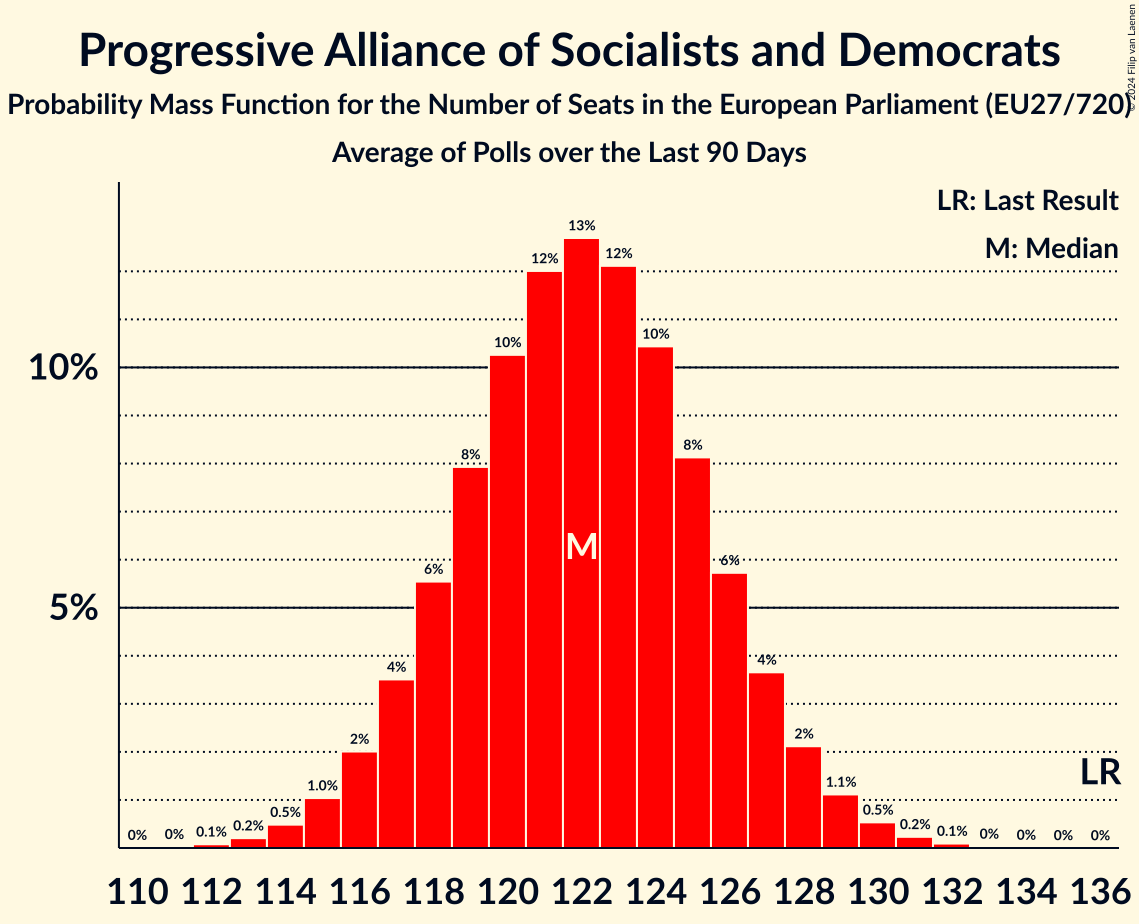 Progressive Alliance of Socialists and Democrats
Probability Mass Function for the Number of Seats in the European Parliament (EU27/720)
Average of Polls over the Last 90 Days
© 2024 Filip van Laenen
LR: Last Result
M: Median
10%
5%
0% 0% 0.1% 0.2% 0.5% 1.0% 2% 4% 6% 8% 10% 12% 13% 12% 10% 8% 6% 4% 2% 1.1% 0.5% 0.2% 0.1% 0% 0% 0% 0%
M
LR
110 112 114 116 118 120 122 124 126 128 130 132 134 136